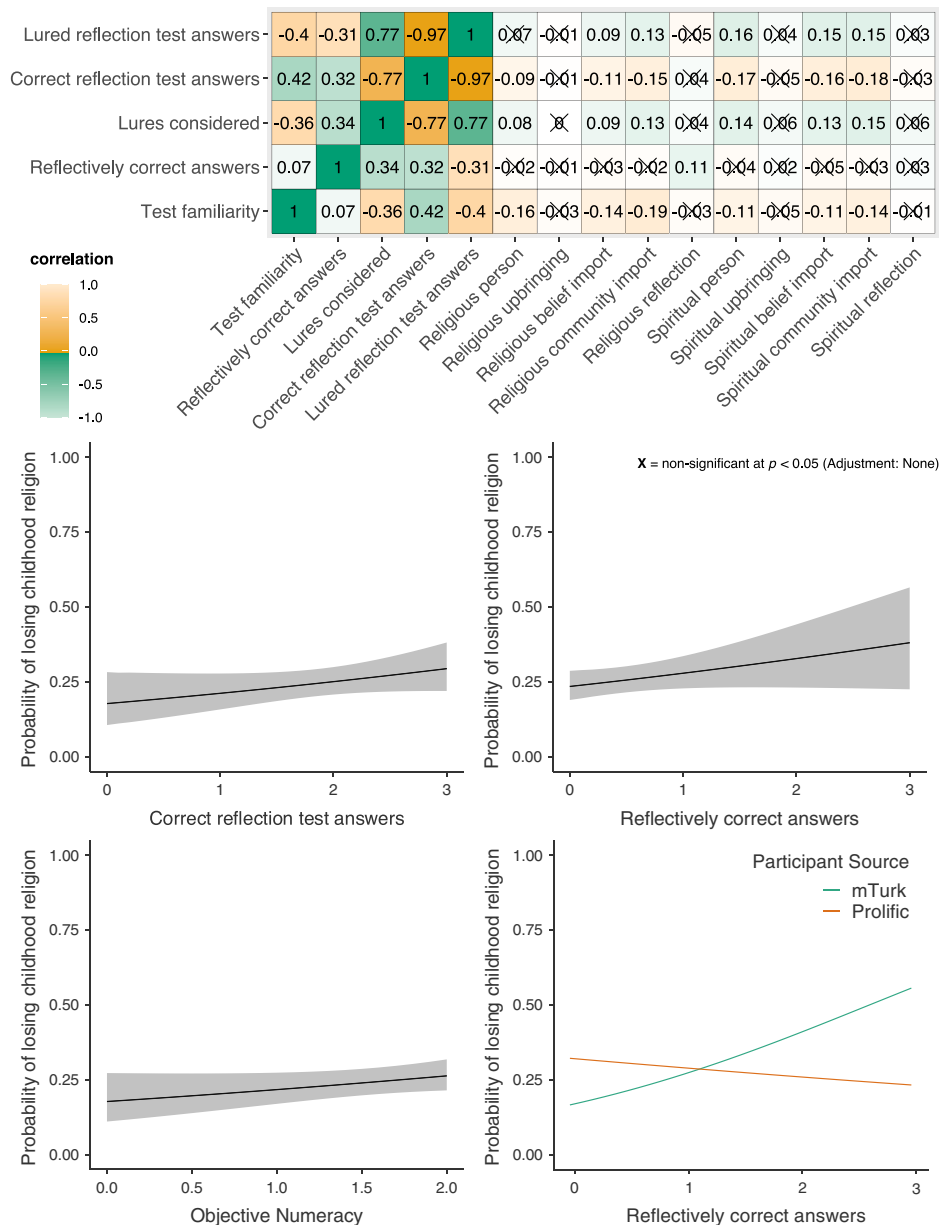 Lured reflection test answers -0.4 -0.31 0.77 -0.97 1 0.07 -0.01 0.09 0.13 -0.05 0.16 0.04 0.15 0.15 0.03
Correct reflection test answers 0.42 0.32 -0.77 1 -0.97 -0.09 -0.01 -0.11 -0.15 0.04 -0.17 -0.05 -0.16 -0.18 -0.03
Lures considered -0.36 0.34 1 -0.77 0.77 0.08 0 0.09 0.13 0.04 0.14 0.06 0.13 0.15 0.06
Reflectively correct answers 0.07 1 0.34 0.32 -0.31 -0.02 -0.01 -0.03 -0.02 0.11 -0.04 0.02 -0.05 -0.03 0.03
Test familiarity 1 0.07 -0.36 0.42 -0.4 -0.16 -0.03 -0.14 -0.19 -0.03 -0.11 -0.05 -0.11 -0.14 -0.01
Test familiarity
Reflectively correct answers
Lures considered
Correct reflection test answers
Lured reflection test answers
Religious person
Religious upbringing
Religious belief import
Religious community import
Religious reflection
Spiritual person
Spiritual upbringing
Spiritual belief import
Spiritual community import
Spiritual reflection
correlation
1.0
0.5
0.0
-0.5
-1.0
X = non-significant at p < 0.05 (Adjustment: None)
Probability of losing childhood religion
1.00
0.75
0.50
0.25
0.00
0 1 2 3
Correct reflection test answers
Probability of losing childhood religion
1.00
0.75
0.50
0.25
0.00
0 1 2 3
Reflectively correct answers
Probability of losing childhood religion
1.00
0.75
0.50
0.25
0.00
0.0 0.5 1.0 1.5 2.0
Objective Numeracy
Probability of losing childhood religion
1.00
0.75
0.50
0.25
0.00
Participant Source
mTurk
Prolific
0 1 2 3
Reflectively correct answers